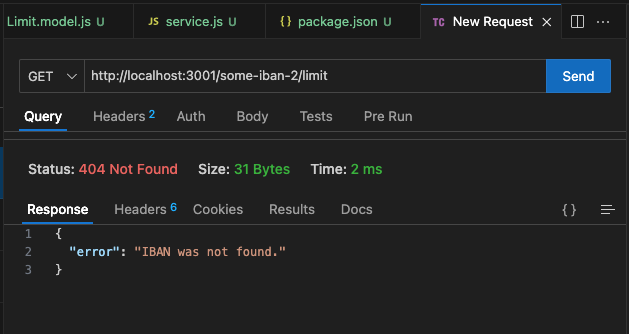 Limit.model.js U JS service.js U { } package.json U TC New Request
GET http://localhost:3001/some-iban-2/limit Send
Query Headers 2 Auth Body Tests Pre Run
Status: 404 Not Found Size: 31 Bytes Time: 2 ms
Response Headers 6 Cookies Results Docs { }
1 {
2 "error": "IBAN was not found."
3 }